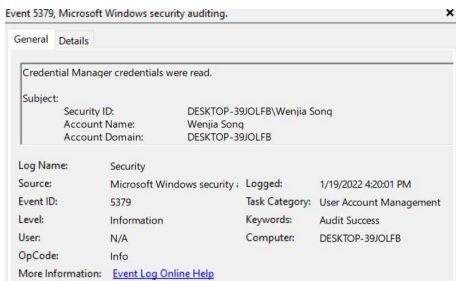 Event 5379, Microsoft Windows security auditing.
General Details
Credential Manager credentials were read.
Subject:
Security ID: DESKTOP-39JOLFB\Wenjia Song
Account Name: Wenjia Song
Account Domain: DESKTOP-39JOLFB
Log Name: Security
Source: Microsoft Windows security Logged: 1/19/2022 4:20:01 PM
Event ID: 5379 Task Category: User Account Management
Level: Information Keywords: Audit Success
User: N/A Computer: DESKTOP-39JOLFB
OpCode: Info
More Information: Event Log Online Help